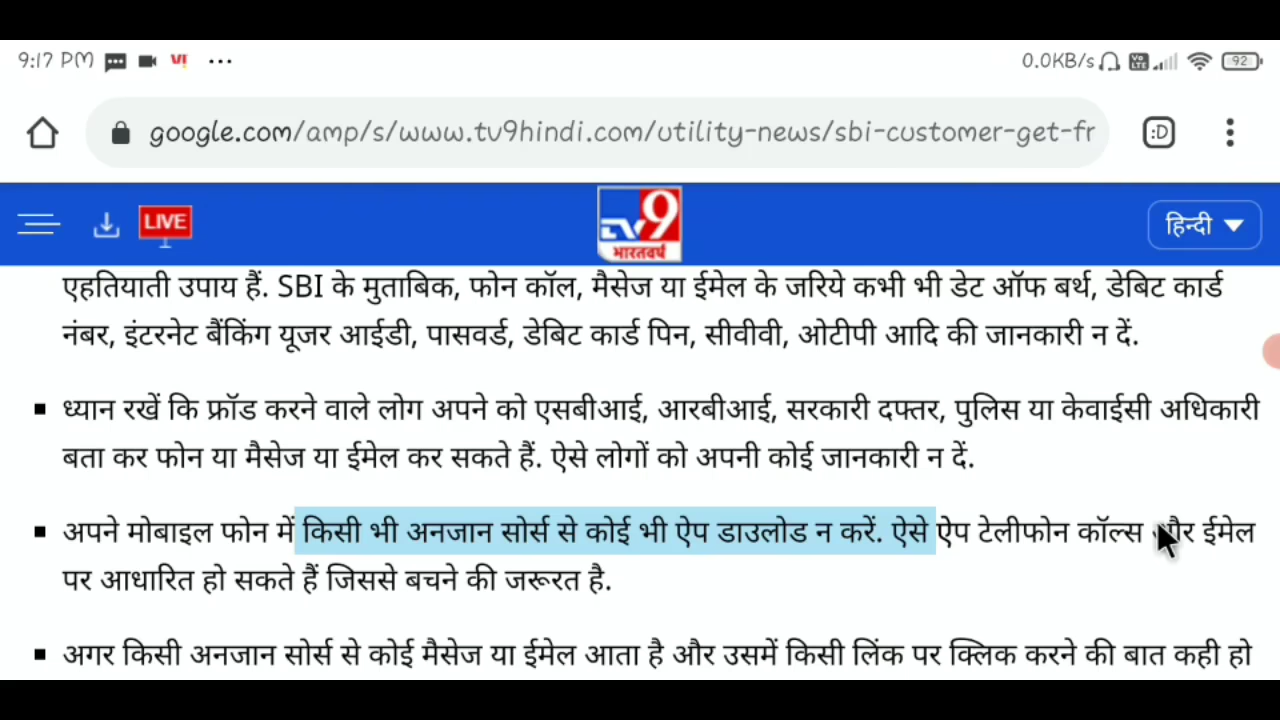 9:17 PM VI ... 0.0KB/s Vo LTE 92
google.com/amp/s/www.tv9hindi.com/utility-news/sbi-customer-get-fr :D
LIVE TV9 भारतवर्ष हिन्दी
एहतियाती उपाय हैं. SBI के मुताबिक, फोन कॉल, मैसेज या ईमेल के जरिये कभी भी डेट ऑफ बर्थ, डेबिट कार्ड
नंबर, इंटरनेट बैंकिंग यूजर आईडी, पासवर्ड, डेबिट कार्ड पिन, सीवीवी, ओटीपी आदि की जानकारी न दें.
▪ ध्यान रखें कि फ्रॉड करने वाले लोग अपने को एसबीआई, आरबीआई, सरकारी दफ्तर, पुलिस या केवाईसी अधिकारी
बता कर फोन या मैसेज या ईमेल कर सकते हैं. ऐसे लोगों को अपनी कोई जानकारी न दें.
▪ अपने मोबाइल फोन में किसी भी अनजान सोर्स से कोई भी ऐप डाउलोड न करें. ऐसे ऐप टेलीफोन कॉल्स और ईमेल
पर आधारित हो सकते हैं जिससे बचने की जरूरत है.
▪ अगर किसी अनजान सोर्स से कोई मैसेज या ईमेल आता है और उसमें किसी लिंक पर क्लिक करने की बात कही हो